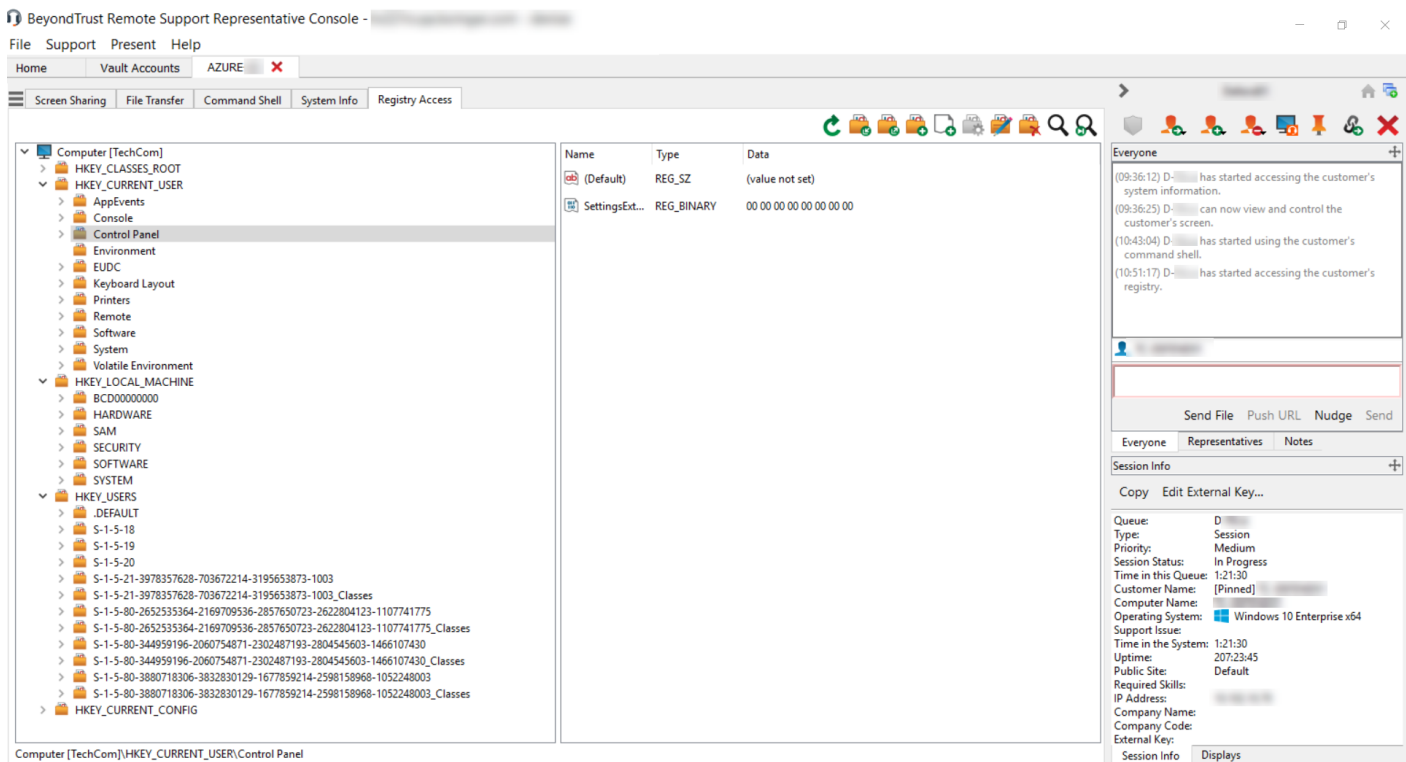 BeyondTrust Remote Support Representative Console -
File Support Present Help
Home Vault Accounts AZURE
Screen Sharing File Transfer Command Shell System Info Registry Access
Computer [TechCom]
HKEY_CLASSES_ROOT
HKEY_CURRENT_USER
AppEvents
Console
Control Panel
Environment
EUDC
Keyboard Layout
Printers
Remote
Software
System
Volatile Environment
HKEY_LOCAL_MACHINE
BCD00000000
HARDWARE
SAM
SECURITY
SOFTWARE
SYSTEM
HKEY_USERS
.DEFAULT
S-1-5-18
S-1-5-19
S-1-5-20
S-1-5-21-3978357628-703672214-3195653873-1003
S-1-5-21-3978357628-703672214-3195653873-1003_Classes
S-1-5-80-2652535364-2169709536-2857650723-2622804123-1107741775
S-1-5-80-2652535364-2169709536-2857650723-2622804123-1107741775_Classes
S-1-5-80-344959196-2060754871-2302487193-2804545603-1466107430
S-1-5-80-344959196-2060754871-2302487193-2804545603-1466107430_Classes
S-1-5-80-3880718306-3832830129-1677859214-2598158968-1052248003
S-1-5-80-3880718306-3832830129-1677859214-2598158968-1052248003_Classes
HKEY_CURRENT_CONFIG
Computer [TechCom]\HKEY_CURRENT_USER\Control Panel
Name Type Data
(Default) REG_SZ (value not set)
SettingsExt... REG_BINARY 00 00 00 00 00 00 00 00
Everyone
(09:36:12) D- has started accessing the customer's
system information.
(09:36:25) D- can now view and control the
customer's screen.
(10:43:04) D- has started using the customer's
command shell.
(10:51:17) D- has started accessing the customer's
registry.
Send File Push URL Nudge Send
Everyone Representatives Notes
Session Info
Copy Edit External Key...
Queue: D
Type: Session
Priority: Medium
Session Status: In Progress
Time in this Queue: 1:21:30
Customer Name: [Pinned]
Computer Name:
Operating System: Windows 10 Enterprise x64
Support Issue:
Time in the System: 1:21:30
Uptime: 207:23:45
Public Site: Default
Required Skills:
IP Address:
Company Name:
Company Code:
External Key:
Session Info Displays